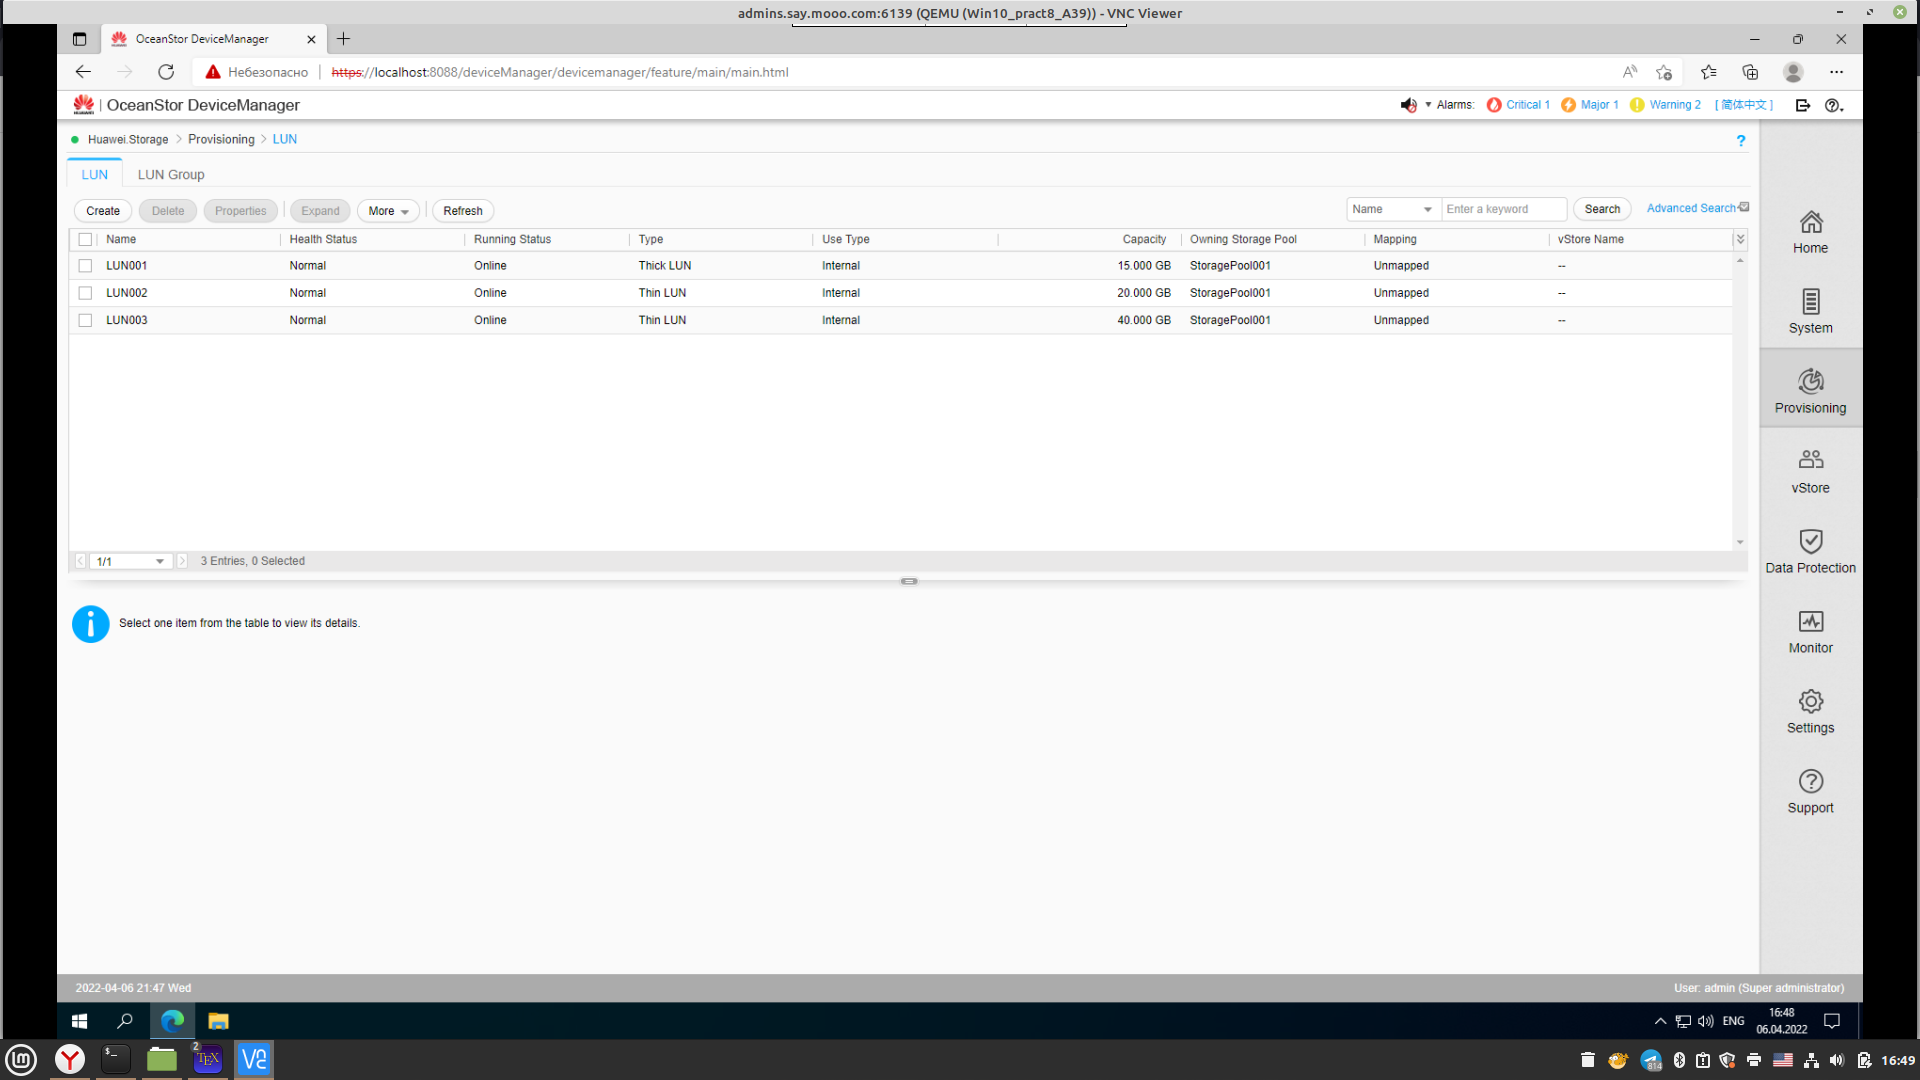 admins.say.mooo.com:6139 (QEMU (Win10_pract8_A39)) - VNC Viewer
OceanStor DeviceManager
Небезопасно https://localhost:8088/deviceManager/devicemanager/feature/main/main.html
HUAWEI | OceanStor DeviceManager
Alarms: Critical 1 Major 1 Warning 2 [ 简体中文 ]
Huawei.Storage > Provisioning > LUN ?
LUN LUN Group
Create Delete Properties Expand More Refresh
Name Enter a keyword Search Advanced Search
Name Health Status Running Status Type Use Type Capacity Owning Storage Pool Mapping vStore Name
LUN001 Normal Online Thick LUN Internal 15.000 GB StoragePool001 Unmapped --
LUN002 Normal Online Thin LUN Internal 20.000 GB StoragePool001 Unmapped --
LUN003 Normal Online Thin LUN Internal 40.000 GB StoragePool001 Unmapped --
1/1 3 Entries, 0 Selected
Select one item from the table to view its details.
Home
System
Provisioning
vStore
Data Protection
Monitor
Settings
Support
2022-04-06 21:47 Wed
User: admin (Super administrator)
ENG 16:48
06.04.2022
2 TEX
814
16:49